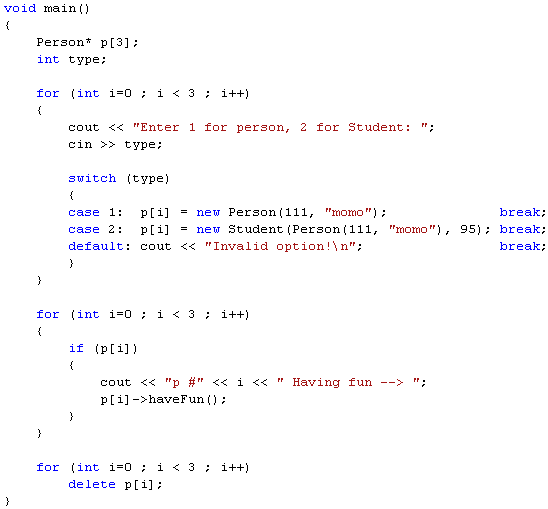 void main()
{
    Person* p[3];
    int type;

    for (int i=0 ; i < 3 ; i++)
    {
        cout << "Enter 1 for person, 2 for Student: ";
        cin >> type;

        switch (type)
        {
        case 1:  p[i] = new Person(111, "momo");              break;
        case 2:  p[i] = new Student(Person(111, "momo"), 95); break;
        default: cout << "Invalid option!\n";                 break;
        }
    }

    for (int i=0 ; i < 3 ; i++)
    {
        if (p[i])
        {
            cout << "p #" << i << " Having fun --> ";
            p[i]->haveFun();
        }
    }

    for (int i=0 ; i < 3 ; i++)
        delete p[i];
}